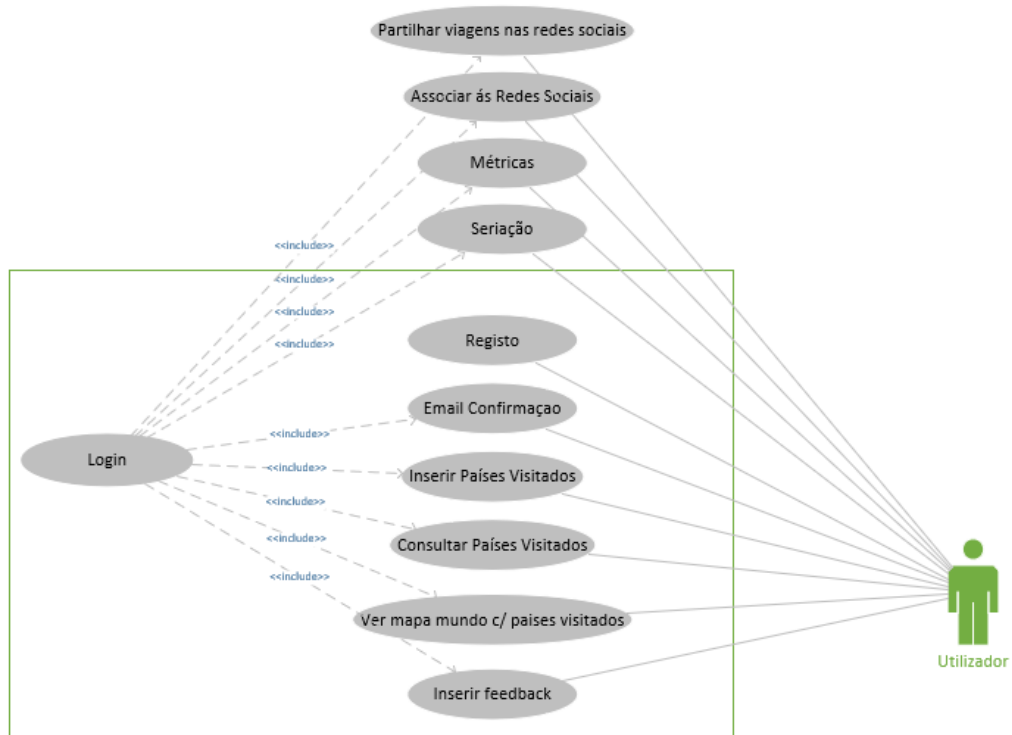 Partilhar viagens nas redes sociais
Associar ás Redes Sociais
Métricas
Seriação
<<include>>
<<include>>
<<include>>
<<include>>
Registo
Email Confirmaçao
<<include>>
Login
<<include>>
Inserir Países Visitados
<<include>>
<<include>>
Consultar Países Visitados
<<include>>
Ver mapa mundo c/ paises visitados
Utilizador
Inserir feedback